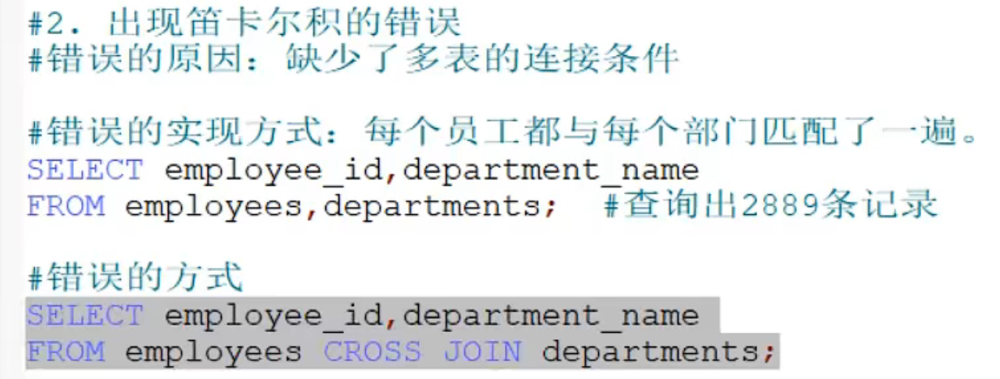 #2. 出现笛卡尔积的错误
#错误的原因：缺少了多表的连接条件
#错误的实现方式：每个员工都与每个部门匹配了一遍。
SELECT employee_id,department_name
FROM employees,departments; #查询出2889条记录
#错误的方式
SELECT employee_id,department_name
FROM employees CROSS JOIN departments;